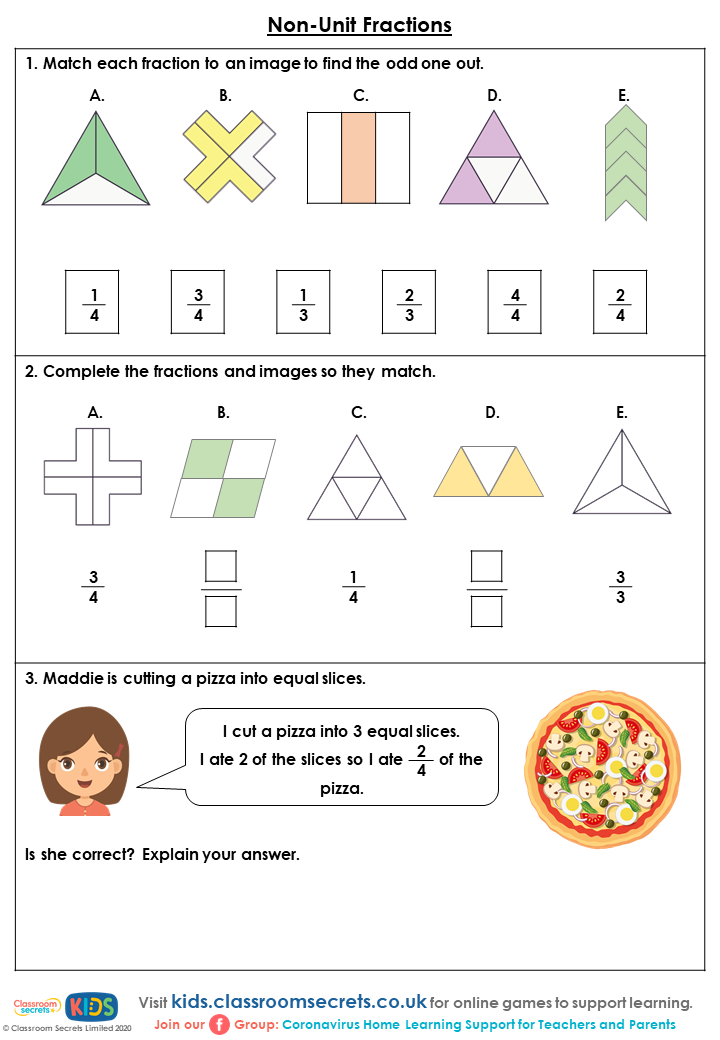 Non-Unit Fractions
1. Match each fraction to an image to find the odd one out.
A. B. C. D. E.
1/4 3/4 1/3 2/3 4/4 2/4
2. Complete the fractions and images so they match.
A. B. C. D. E.
3/4 1/4 3/3
3. Maddie is cutting a pizza into equal slices.
I cut a pizza into 3 equal slices.
I ate 2 of the slices so I ate 2/4 of the
pizza.
Is she correct? Explain your answer.
Classroom Secrets KIDS
© Classroom Secrets Limited 2020
Visit kids.classroomsecrets.co.uk for online games to support learning.
Join our f Group: Coronavirus Home Learning Support for Teachers and Parents